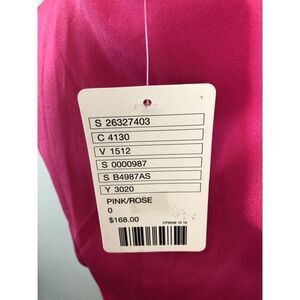 S 26327403
C 4130
V 1512
S 0000987
S B4987AS
Y 3020
PINK/ROSE
0
$168.00